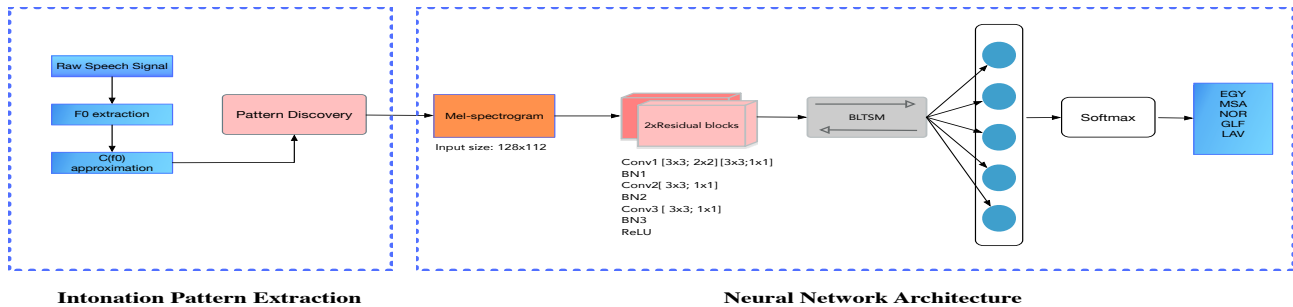 Raw Speech Signal
F0 extraction
C(f0)
approximation
Pattern Discovery
Mel-spectrogram
Input size: 128x112
2xResidual blocks
Conv1 [3x3; 2x2] [3x3;1x1]
BN1
Conv2[ 3x3; 1x1]
BN2
Conv3 [ 3x3; 1x1]
BN3
ReLU
BLTSM
Softmax
EGY
MSA
NOR
GLF
LAV
Intonation Pattern Extraction
Neural Network Architecture